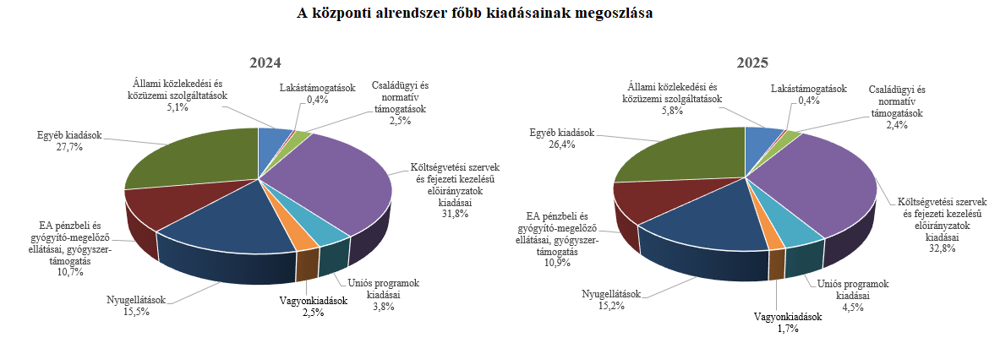 A központi alrendszer főbb kiadásainak megoszlása
2024
Állami közlekedési és
közüzemi szolgáltatások
5,1%
Lakástámogatások
0,4%
Családügyi és
normatív
támogatások
2,5%
Egyéb kiadások
27,7%
Költségvetési szervek
és fejezeti kezelésű
előirányzatok
kiadásai
31,8%
EA pénzbeli és
gyógyító-megelőző
ellátásai, gyógyszer-
támogatás
10,7%
Nyugellátások
15,5%
Vagyonkiadások
2,5%
Uniós programok
kiadásai
3,8%
2025
Állami közlekedési és
közüzemi szolgáltatások
5,8%
Lakástámogatások
0,4%
Családügyi és
normatív
támogatások
2,4%
Egyéb kiadások
26,4%
Költségvetési szervek
és fejezeti kezelésű
előirányzatok
kiadásai
32,8%
EA pénzbeli és
gyógyító-megelőző
ellátásai, gyógyszer-
támogatás
10,9%
Nyugellátások
15,2%
Vagyonkiadások
1,7%
Uniós programok
kiadásai
4,5%